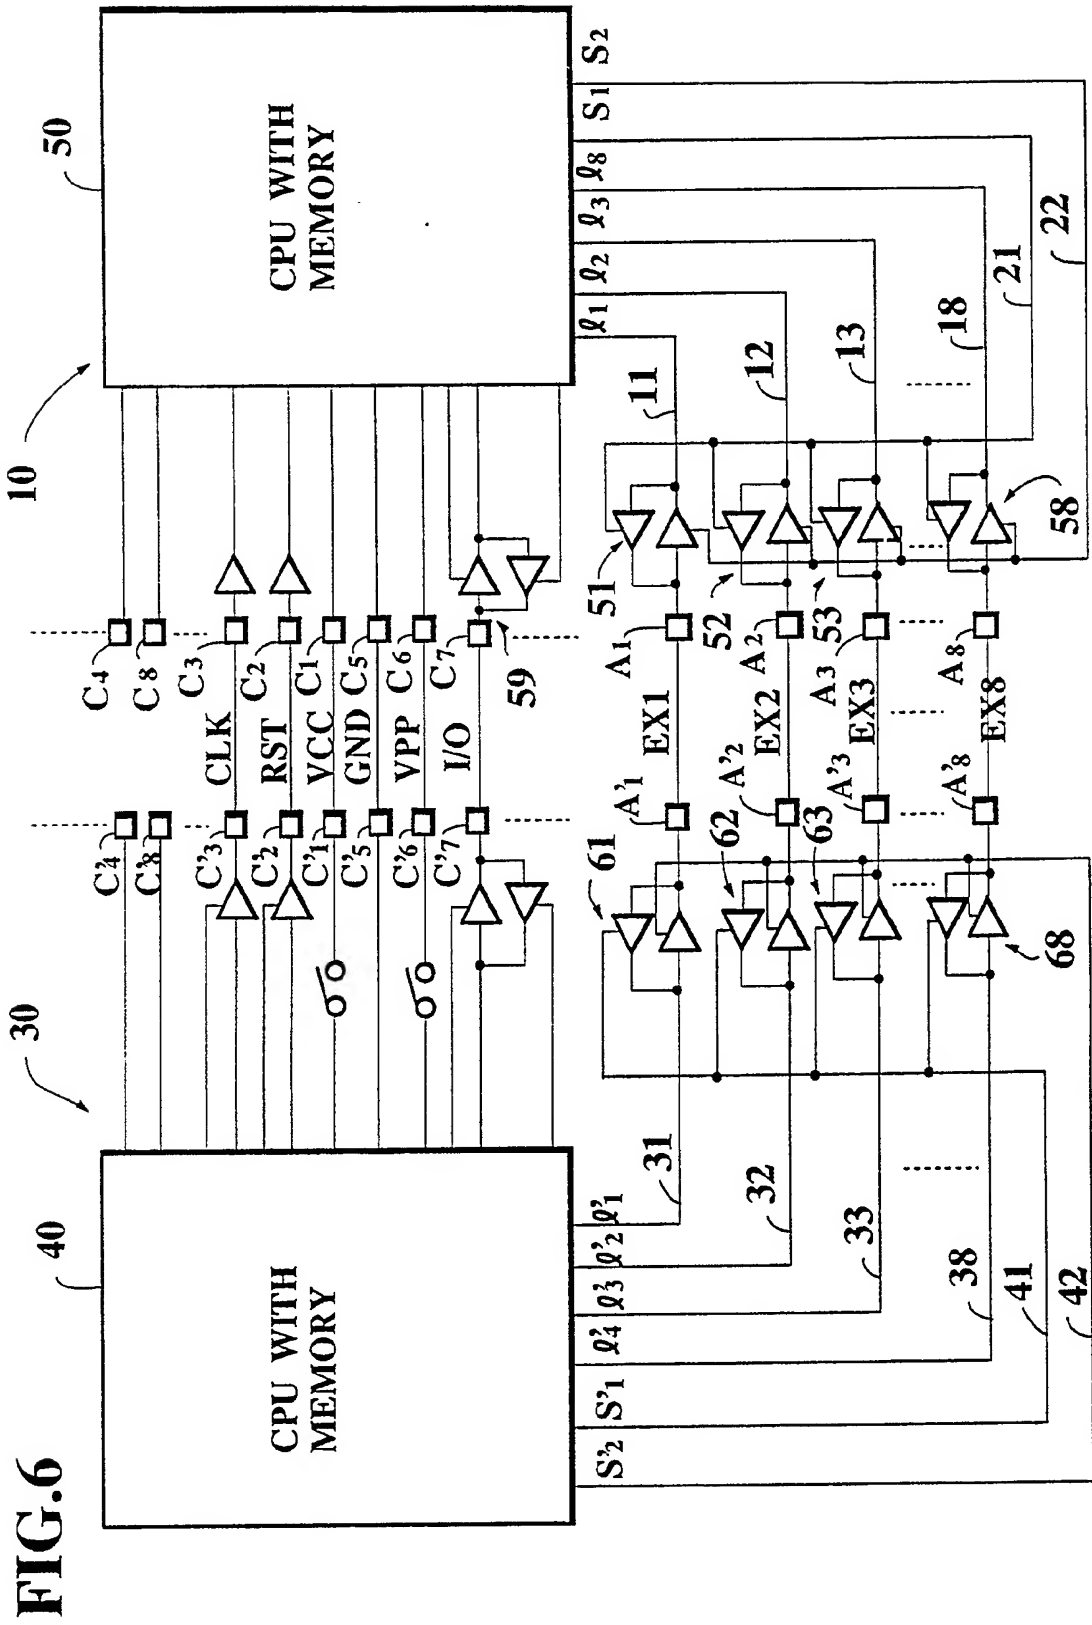 FIG.6
30
10
40
CPU WITH
MEMORY
50
CPU WITH
MEMORY
C'4
C'8
C'3
C'2
C'1
C'5
C'6
C'7
CLK
RST
VCC
GND
VPP
I/O
C4
C8
C3
C2
C1
C5
C6
C7
59
S'2
S'1
ℓ'4
ℓ'3
ℓ'2
ℓ'1
ℓ1
ℓ2
ℓ3
ℓ8
S1
S2
31
61
A'1
EX1
A1
51
11
32
62
A'2
EX2
A2
52
12
33
63
A'3
EX3
A3
53
13
38
68
A'8
EX8
A8
58
18
41
21
42
22